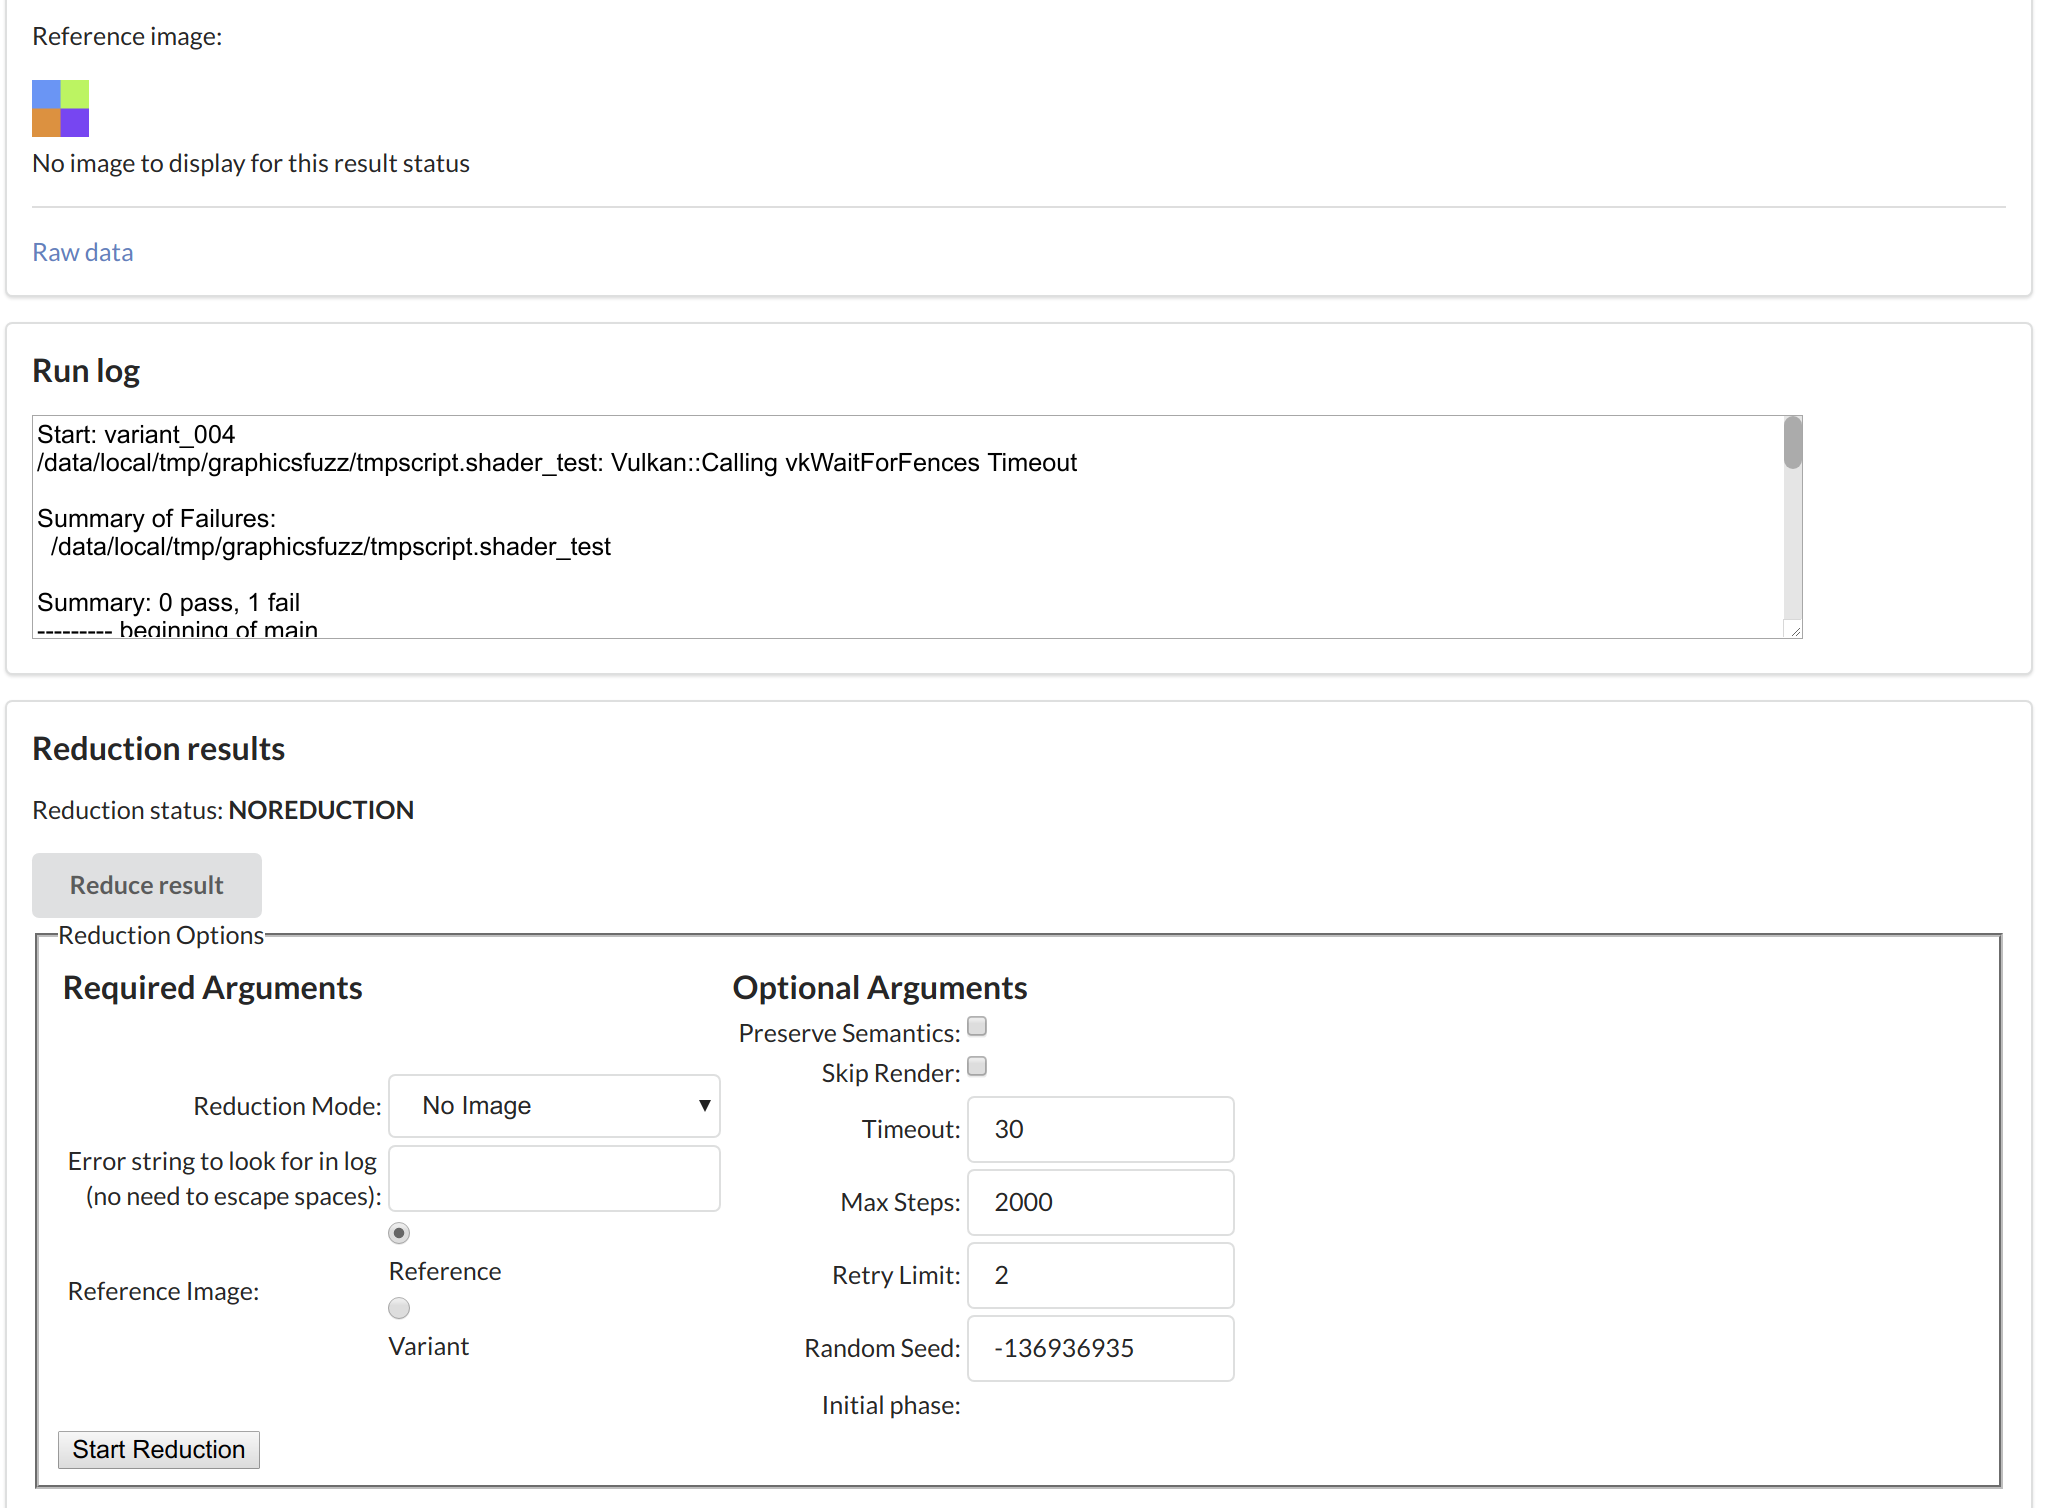 Reference image:
No image to display for this result status
Raw data
Run log
Start: variant_004
/data/local/tmp/graphicsfuzz/tmpscript.shader_test: Vulkan::Calling vkWaitForFences Timeout
Summary of Failures:
/data/local/tmp/graphicsfuzz/tmpscript.shader_test
Summary: 0 pass, 1 fail
--------- beginning of main
Reduction results
Reduction status: NOREDUCTION
Reduce result
Reduction Options
Required Arguments
Reduction Mode: No Image
Error string to look for in log
(no need to escape spaces):
Reference Image:
Reference
Variant
Start Reduction
Optional Arguments
Preserve Semantics:
Skip Render:
Timeout: 30
Max Steps: 2000
Retry Limit: 2
Random Seed: -136936935
Initial phase: